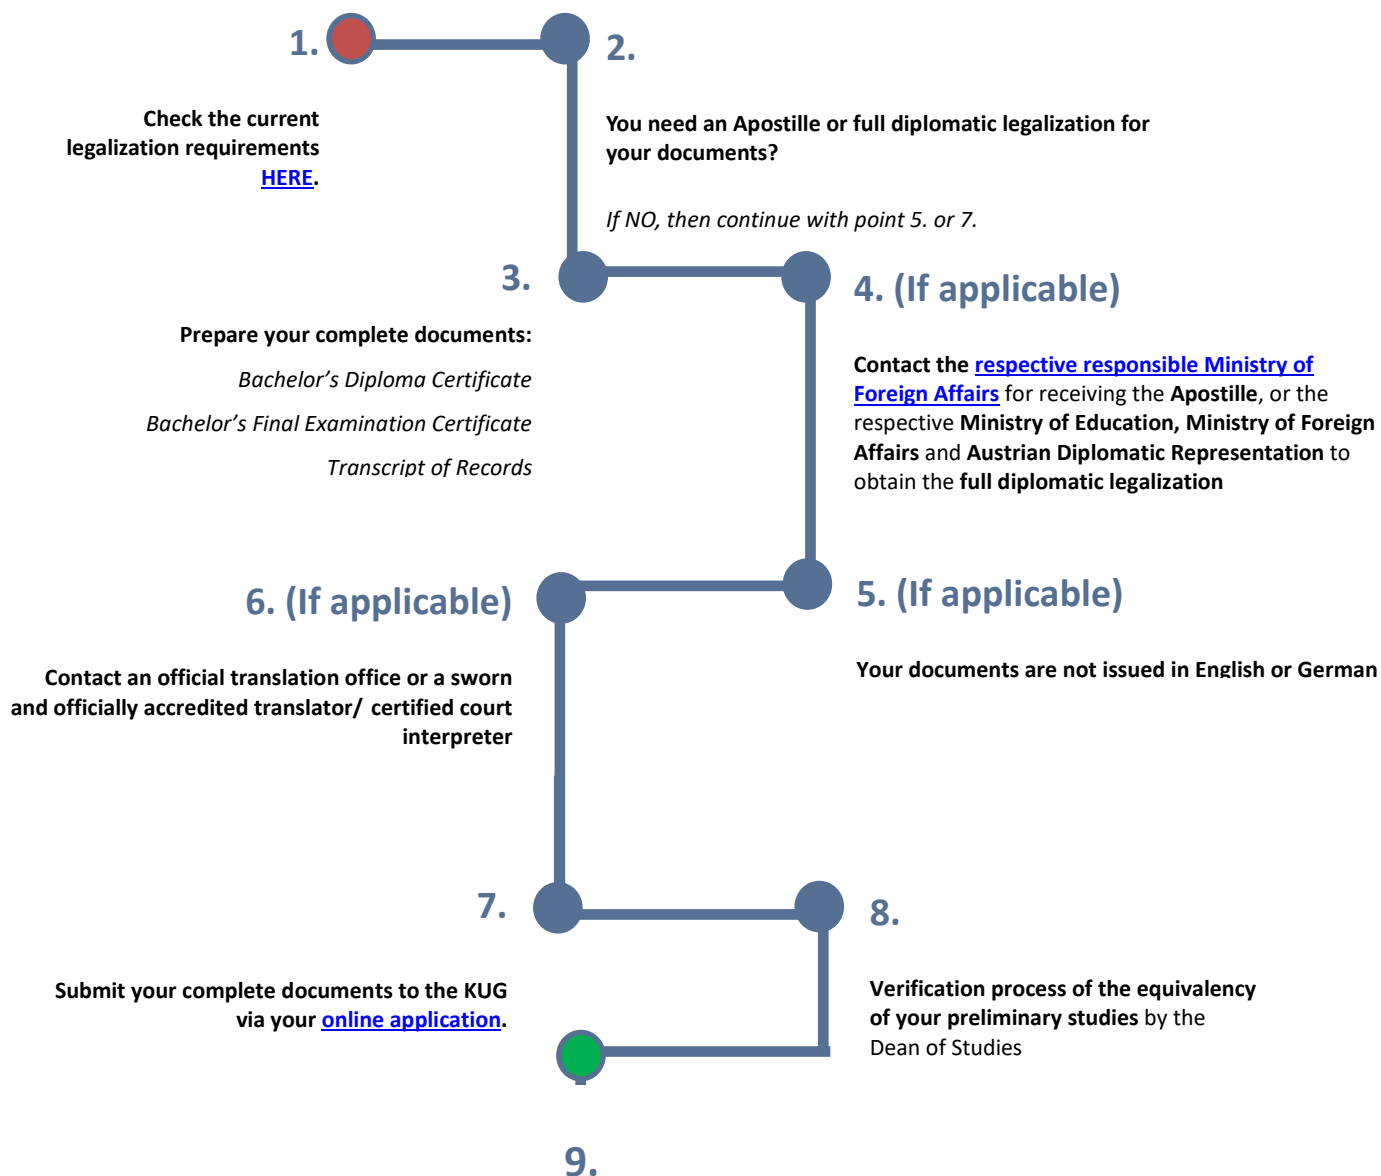 1.
Check the current
legalization requirements
HERE.
2.
You need an Apostille or full diplomatic legalization for
your documents?
If NO, then continue with point 5. or 7.
3.
Prepare your complete documents:
Bachelor’s Diploma Certificate
Bachelor’s Final Examination Certificate
Transcript of Records
4. (If applicable)
Contact the respective responsible Ministry of
Foreign Affairs for receiving the Apostille, or the
respective Ministry of Education, Ministry of Foreign
Affairs and Austrian Diplomatic Representation to
obtain the full diplomatic legalization
5. (If applicable)
Your documents are not issued in English or German
6. (If applicable)
Contact an official translation office or a sworn
and officially accredited translator/ certified court
interpreter
7.
Submit your complete documents to the KUG
via your online application.
8.
Verification process of the equivalency
of your preliminary studies by the
Dean of Studies
9.